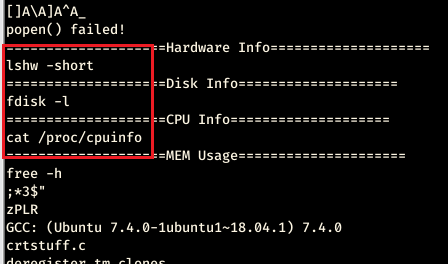 []A\A]A^A_
popen() failed!
====================Hardware Info====================
lshw -short
====================Disk Info====================
fdisk -l
====================CPU Info====================
cat /proc/cpuinfo
====================MEM Usage=====================
free -h
;*3$"
zPLR
GCC: (Ubuntu 7.4.0-1ubuntu1~18.04.1) 7.4.0
crtstuff.c
deregister_tm_clones